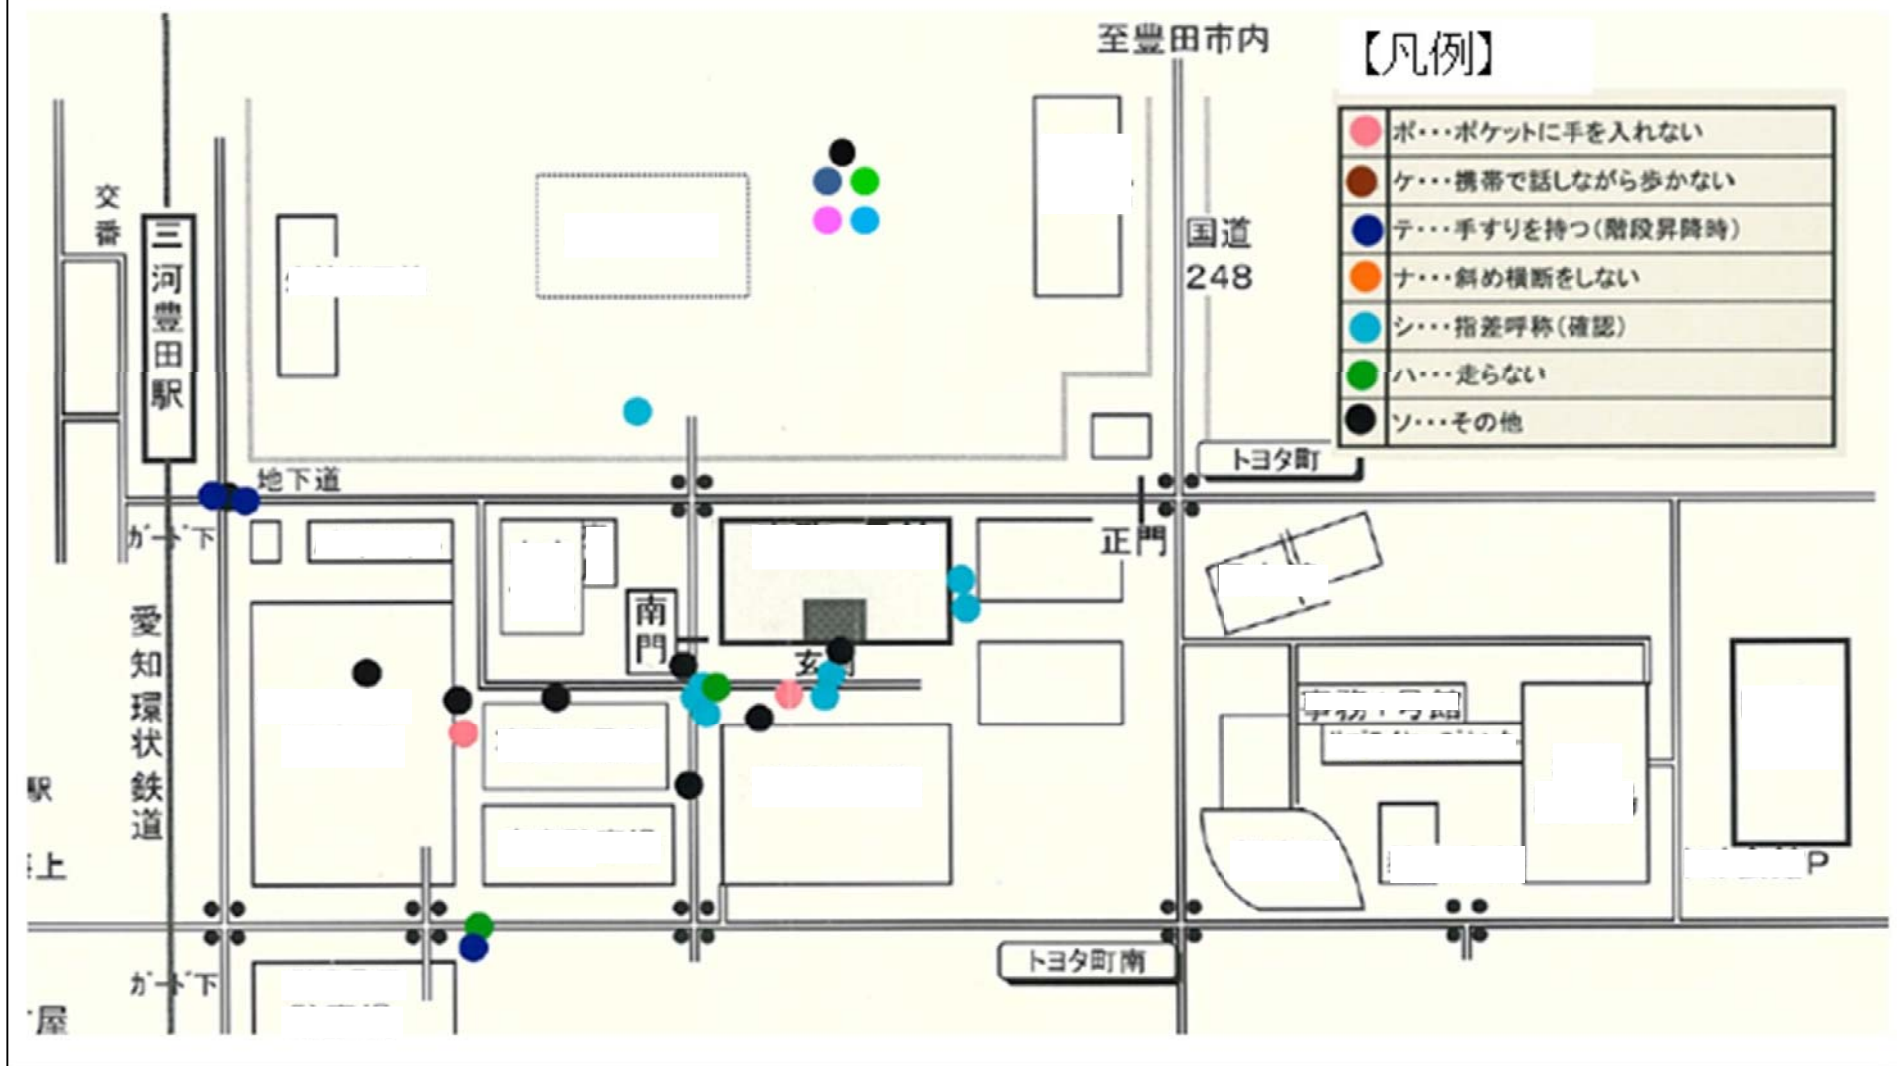 至豊田市内
【凡例】
ポ・・・ポケットに手を入れない
ケ・・・携帯で話しながら歩かない
テ・・・手すりを持つ(階段昇降時)
ナ・・・斜め横断をしない
シ・・・指差呼称(確認)
ハ・・・走らない
ソ・・・その他
交番
三河豊田駅
国道
248
トヨタ町
地下道
ガード下
正門
南門
愛知環状鉄道
駅
上
P
トヨタ町南
ガード下
屋